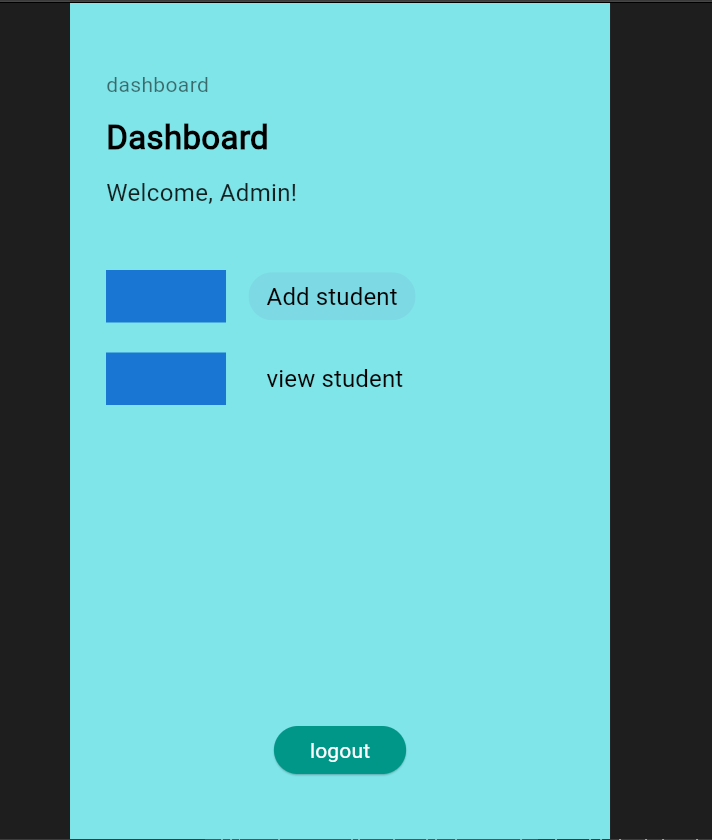 dashboard
Dashboard
Welcome, Admin!
Add student
view student
logout